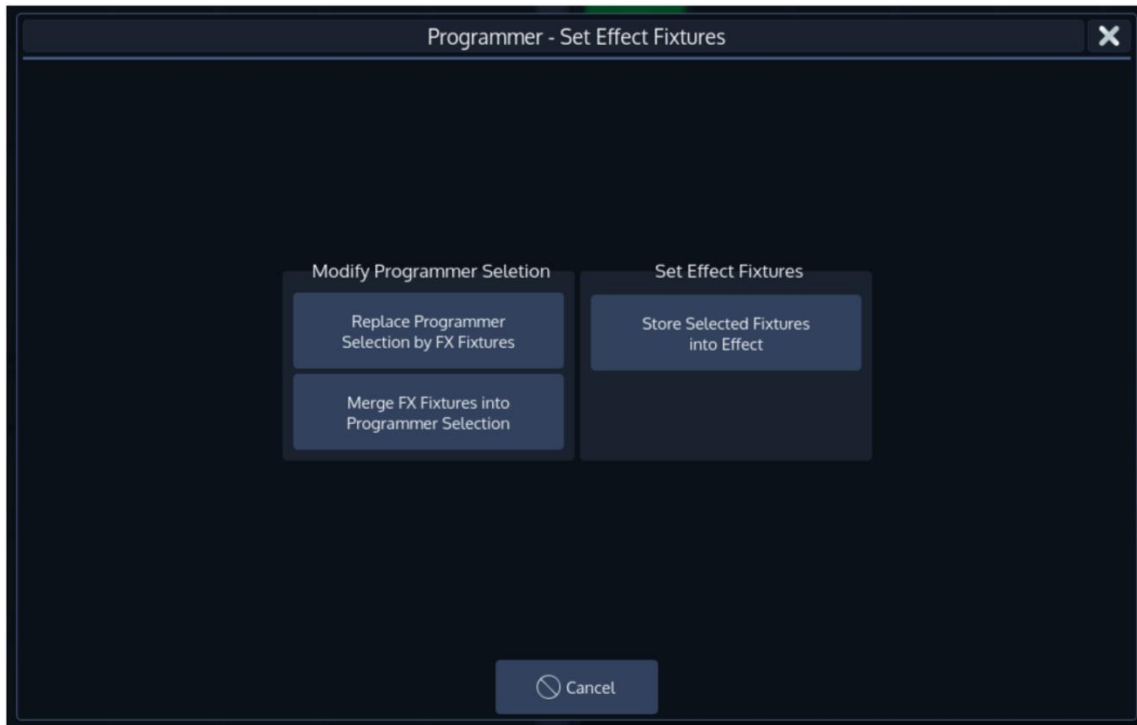 Programmer - Set Effect Fixtures
Modify Programmer Seletion
Replace Programmer
Selection by FX Fixtures
Merge FX Fixtures into
Programmer Selection
Set Effect Fixtures
Store Selected Fixtures
into Effect
Cancel